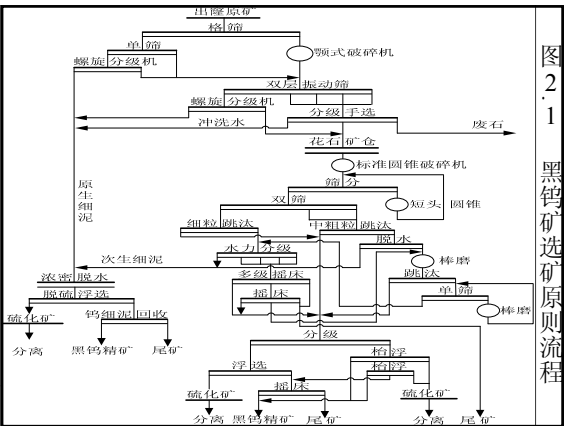 出隆原矿
格筛
单筛
颚式破碎机
螺旋分级机
双层振动筛
螺旋分级机
分级手选
冲洗水
废石
花石矿仓
标准圆锥破碎机
筛分
原生细泥
双筛
短头圆锥
细粒跳汰
中粗粒跳汰
水力分级
脱水
次生细泥
棒磨
浓密脱水
多级摇床
跳汰
脱硫浮选
摇床
单筛
硫化矿
钨细泥回收
棒磨
分级
分离
黑钨精矿
尾矿
浮选
枱浮
枱浮
摇床
硫化矿
硫化矿
分离
黑钨精矿
尾矿
分离
尾矿
图2.1 黑钨矿选矿原则流程